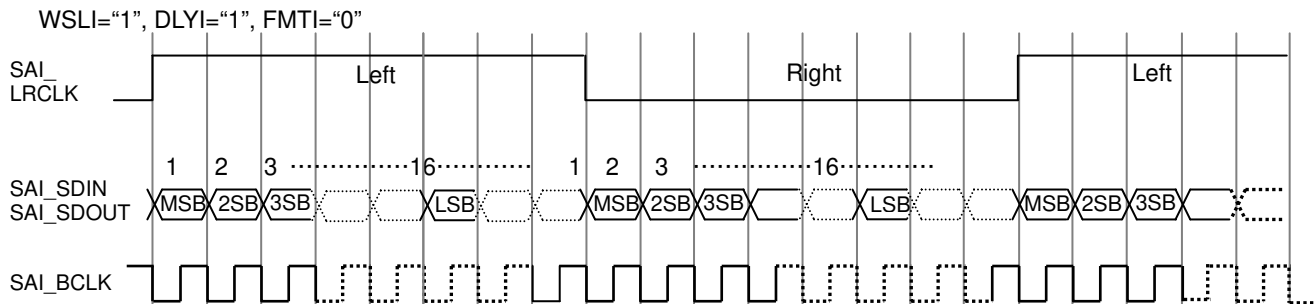 WSLI=“1”, DLYI=“1”, FMTI=“0”
SAI_
LRCLK
Left
Right
Left
1 2 3 16 1 2 3 16
SAI_SDIN
SAI_SDOUT
MSB 2SB 3SB LSB MSB 2SB 3SB LSB MSB 2SB 3SB
SAI_BCLK